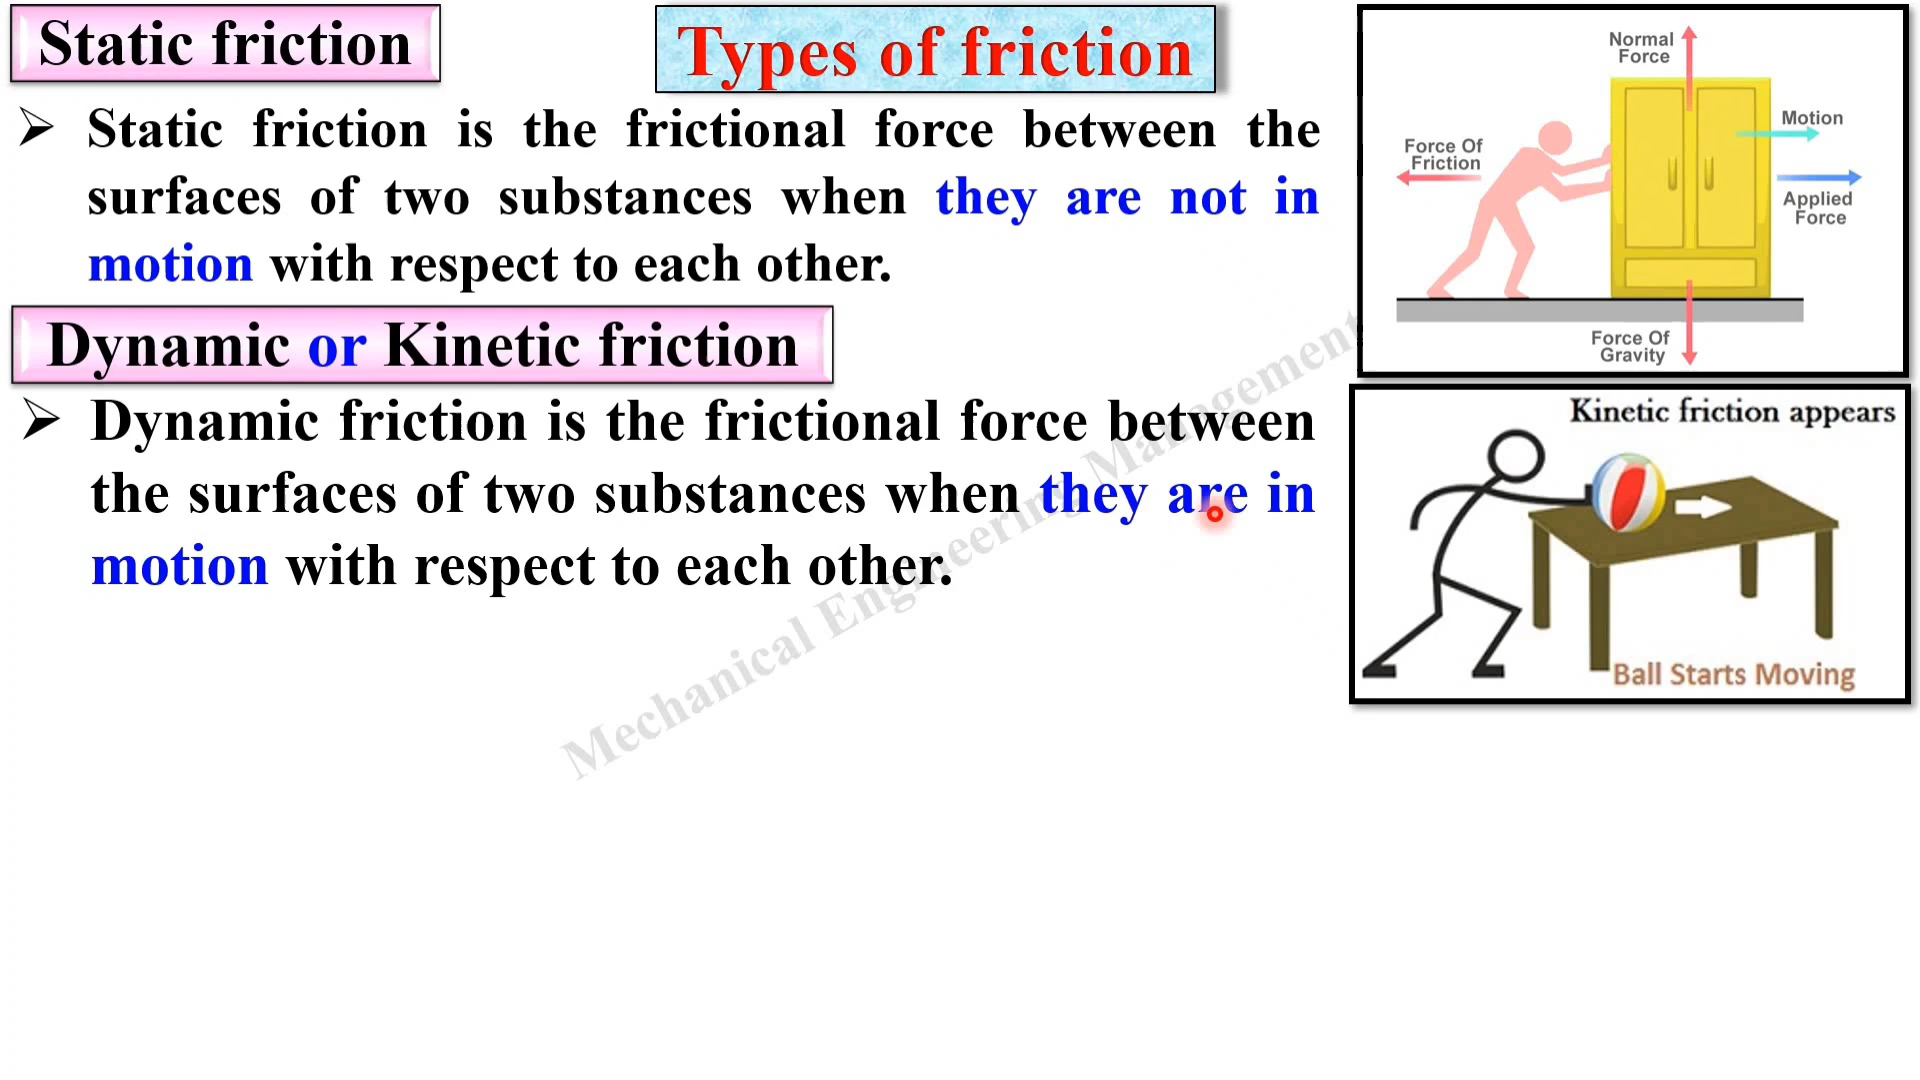 Static friction
Types of friction
Static friction is the frictional force between the
surfaces of two substances when they are not in
motion with respect to each other.
Dynamic or Kinetic friction
Dynamic friction is the frictional force between
the surfaces of two substances when they are in
motion with respect to each other.
Normal
Force
Motion
Force Of
Friction
Applied
Force
Force Of
Gravity
Kinetic friction appears
Ball Starts Moving
Mechanical Engineering Management